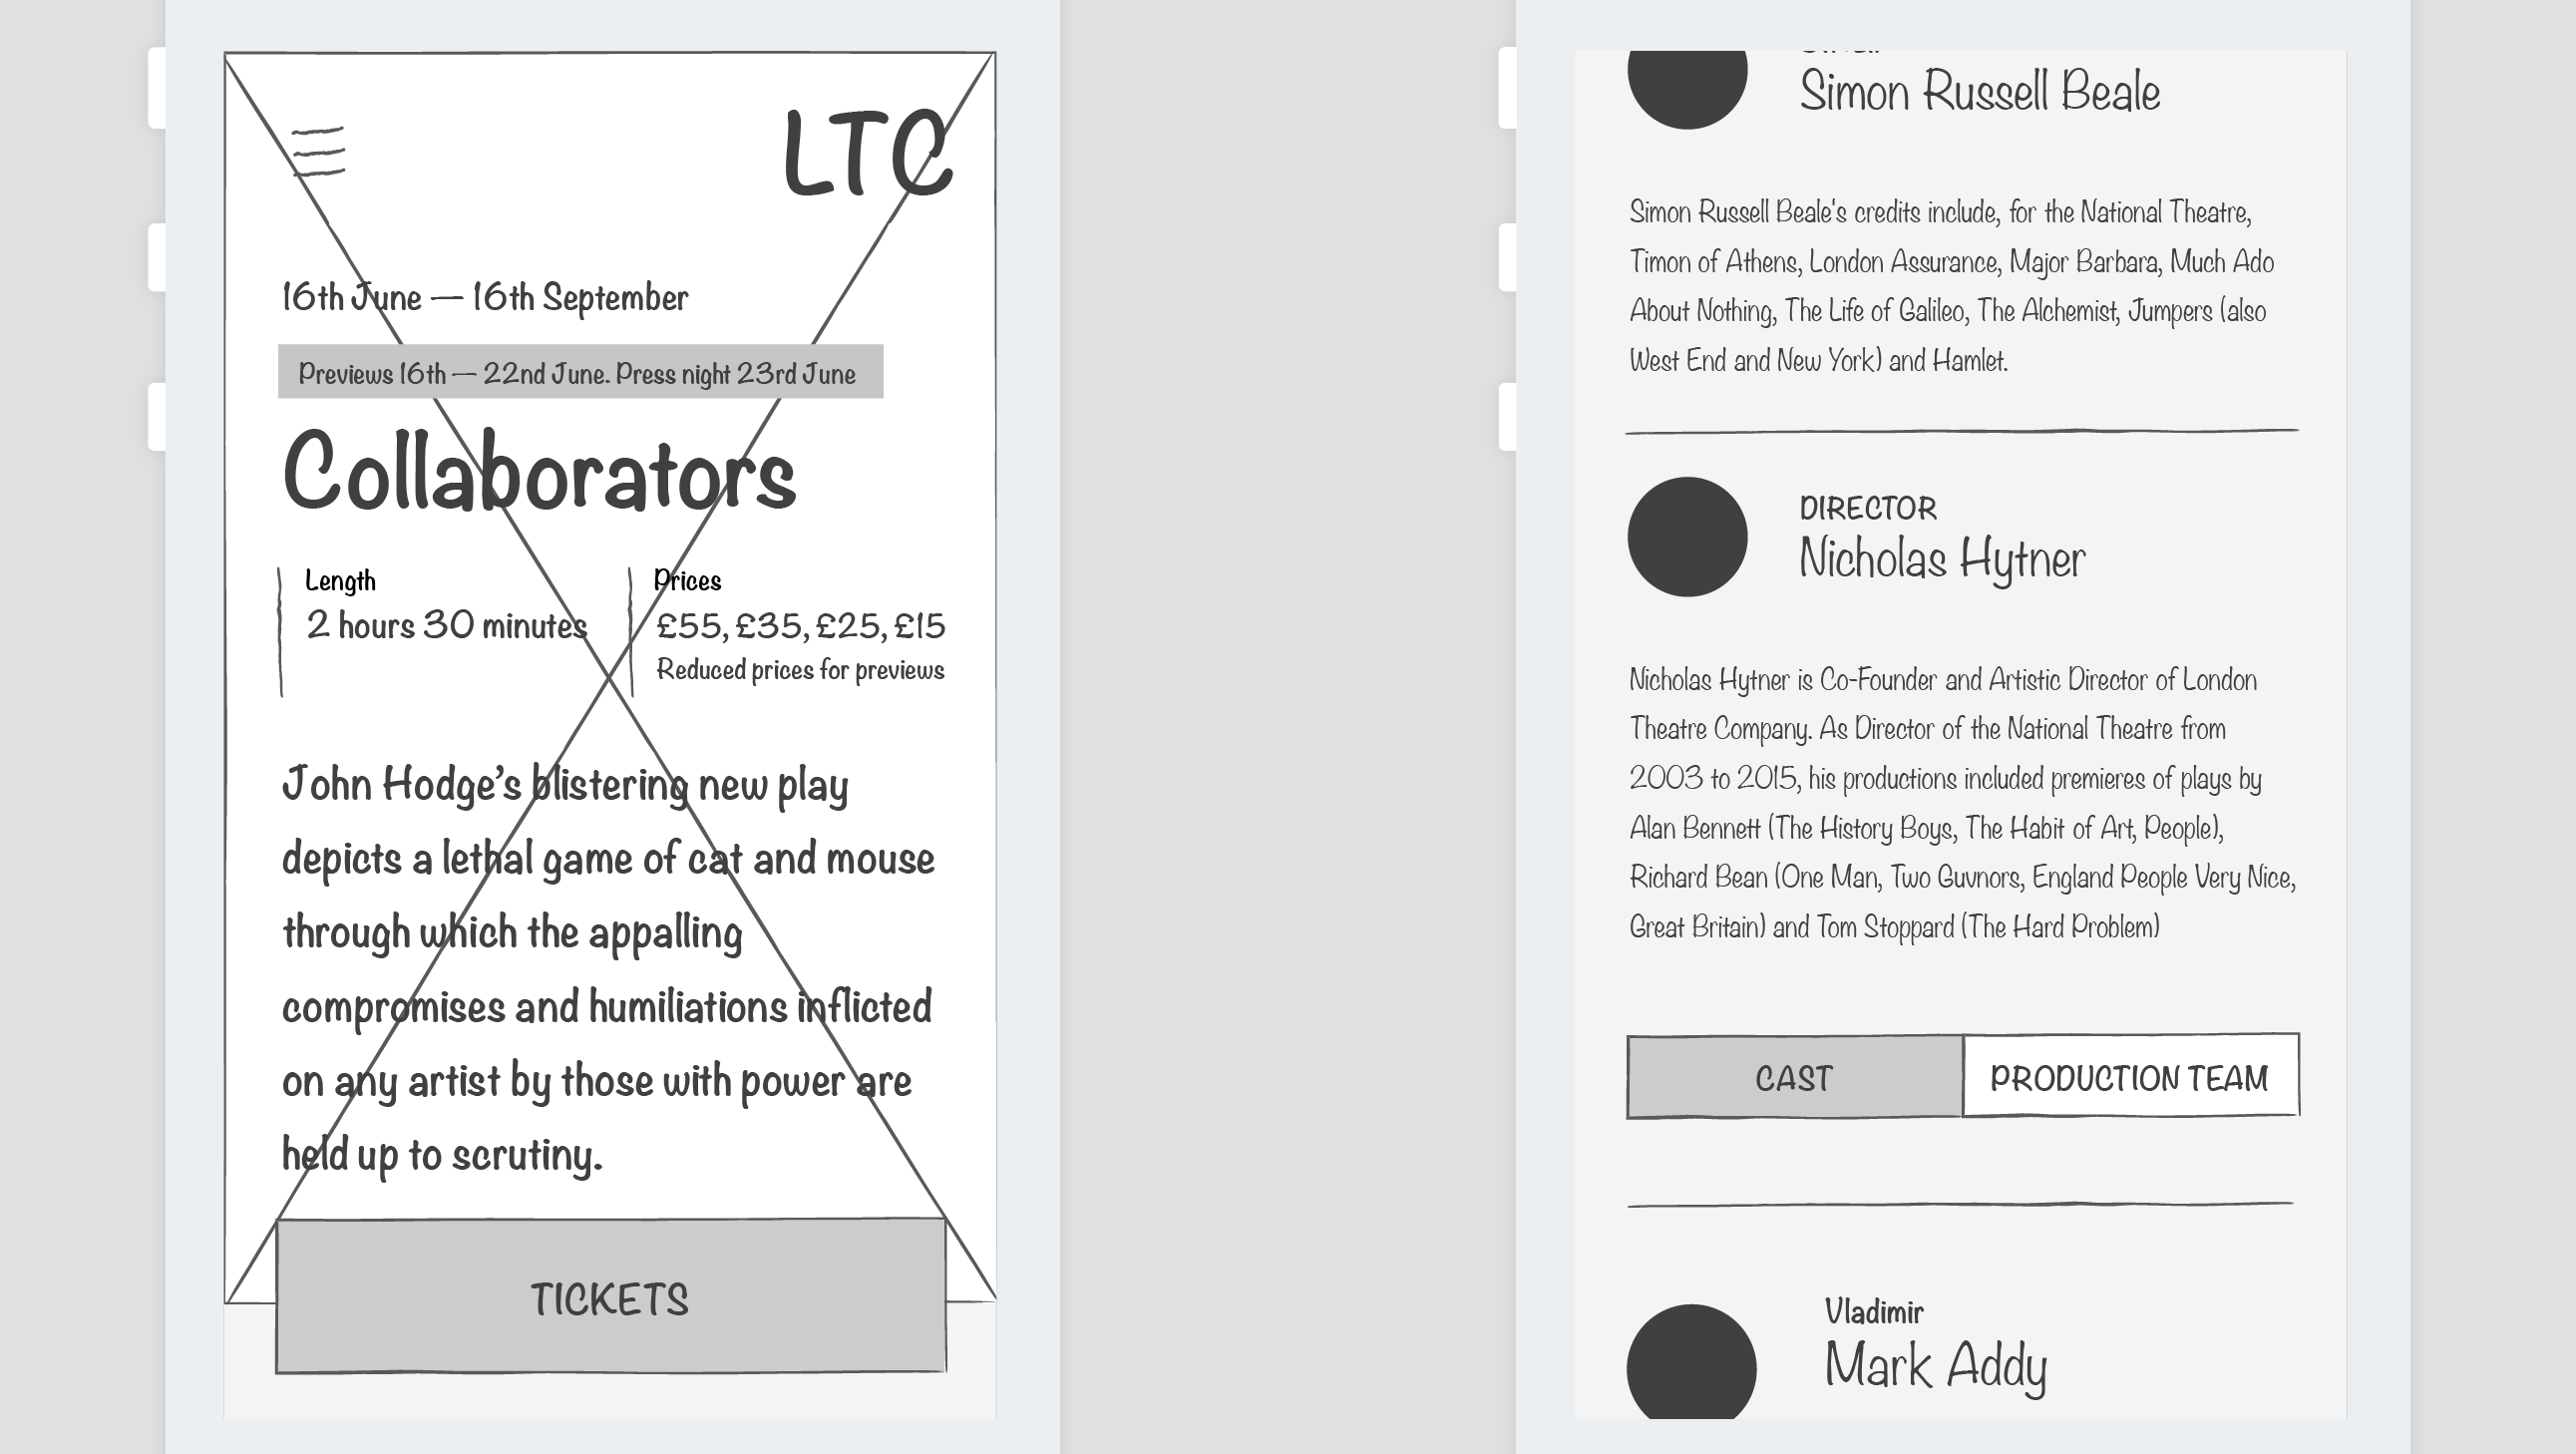 LTC
16th June — 16th September
Previews 16th — 22nd June. Press night 23rd June
Collaborators
Length
2 hours 30 minutes
Prices
£55, £35, £25, £15
Reduced prices for previews
John Hodge’s blistering new play
depicts a lethal game of cat and mouse
through which the appalling
compromises and humiliations inflicted
on any artist by those with power are
held up to scrutiny.
TICKETS
Simon Russell Beale
Simon Russell Beale's credits include, for the National Theatre,
Timon of Athens, London Assurance, Major Barbara, Much Ado
About Nothing, The Life of Galileo, The Alchemist, Jumpers (also
West End and New York) and Hamlet.
DIRECTOR
Nicholas Hytner
Nicholas Hytner is Co-Founder and Artistic Director of London
Theatre Company. As Director of the National Theatre from
2003 to 2015, his productions included premieres of plays by
Alan Bennett (The History Boys, The Habit of Art, People),
Richard Bean (One Man, Two Guvnors, England People Very Nice,
Great Britain) and Tom Stoppard (The Hard Problem)
CAST
PRODUCTION TEAM
Vladimir
Mark Addy